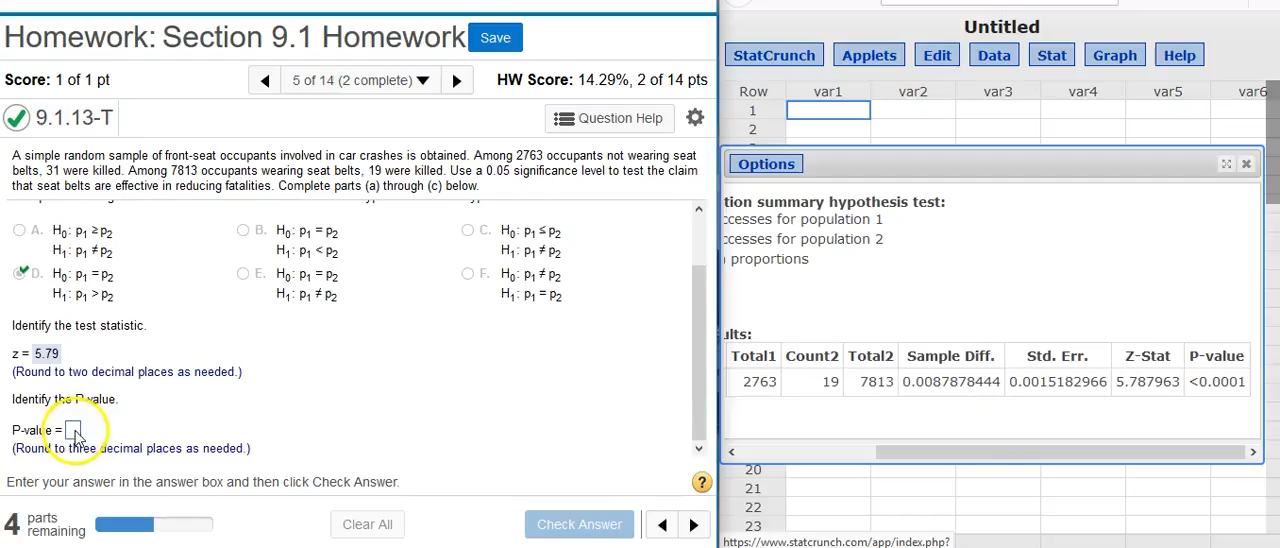 Homework: Section 9.1 Homework Save
Score: 1 of 1 pt
5 of 14 (2 complete)
HW Score: 14.29%, 2 of 14 pts
9.1.13-T
Question Help
A simple random sample of front-seat occupants involved in car crashes is obtained. Among 2763 occupants not wearing seat
belts, 31 were killed. Among 7813 occupants wearing seat belts, 19 were killed. Use a 0.05 significance level to test the claim
that seat belts are effective in reducing fatalities. Complete parts (a) through (c) below.
A. H0: p1 ≥ p2
H1: p1 ≠ p2
B. H0: p1 = p2
H1: p1 < p2
C. H0: p1 ≤ p2
H1: p1 ≠ p2
D. H0: p1 = p2
H1: p1 > p2
E. H0: p1 = p2
H1: p1 ≠ p2
F. H0: p1 ≠ p2
H1: p1 = p2
Identify the test statistic.
z = 5.79
(Round to two decimal places as needed.)
Identify the P-value.
P-value =
(Round to three decimal places as needed.)
Enter your answer in the answer box and then click Check Answer.
?
4 parts
remaining
Clear All
Check Answer
Untitled
StatCrunch Applets Edit Data Stat Graph Help
Row var1 var2 var3 var4 var5 var6
1
2
Options
tion summary hypothesis test:
ccesses for population 1
ccesses for population 2
proportions
ults:
Total1 Count2 Total2 Sample Diff. Std. Err. Z-Stat P-value
2763 19 7813 0.0087878444 0.0015182966 5.787963 <0.0001
20
21
22
23
https://www.statcrunch.com/app/index.php?